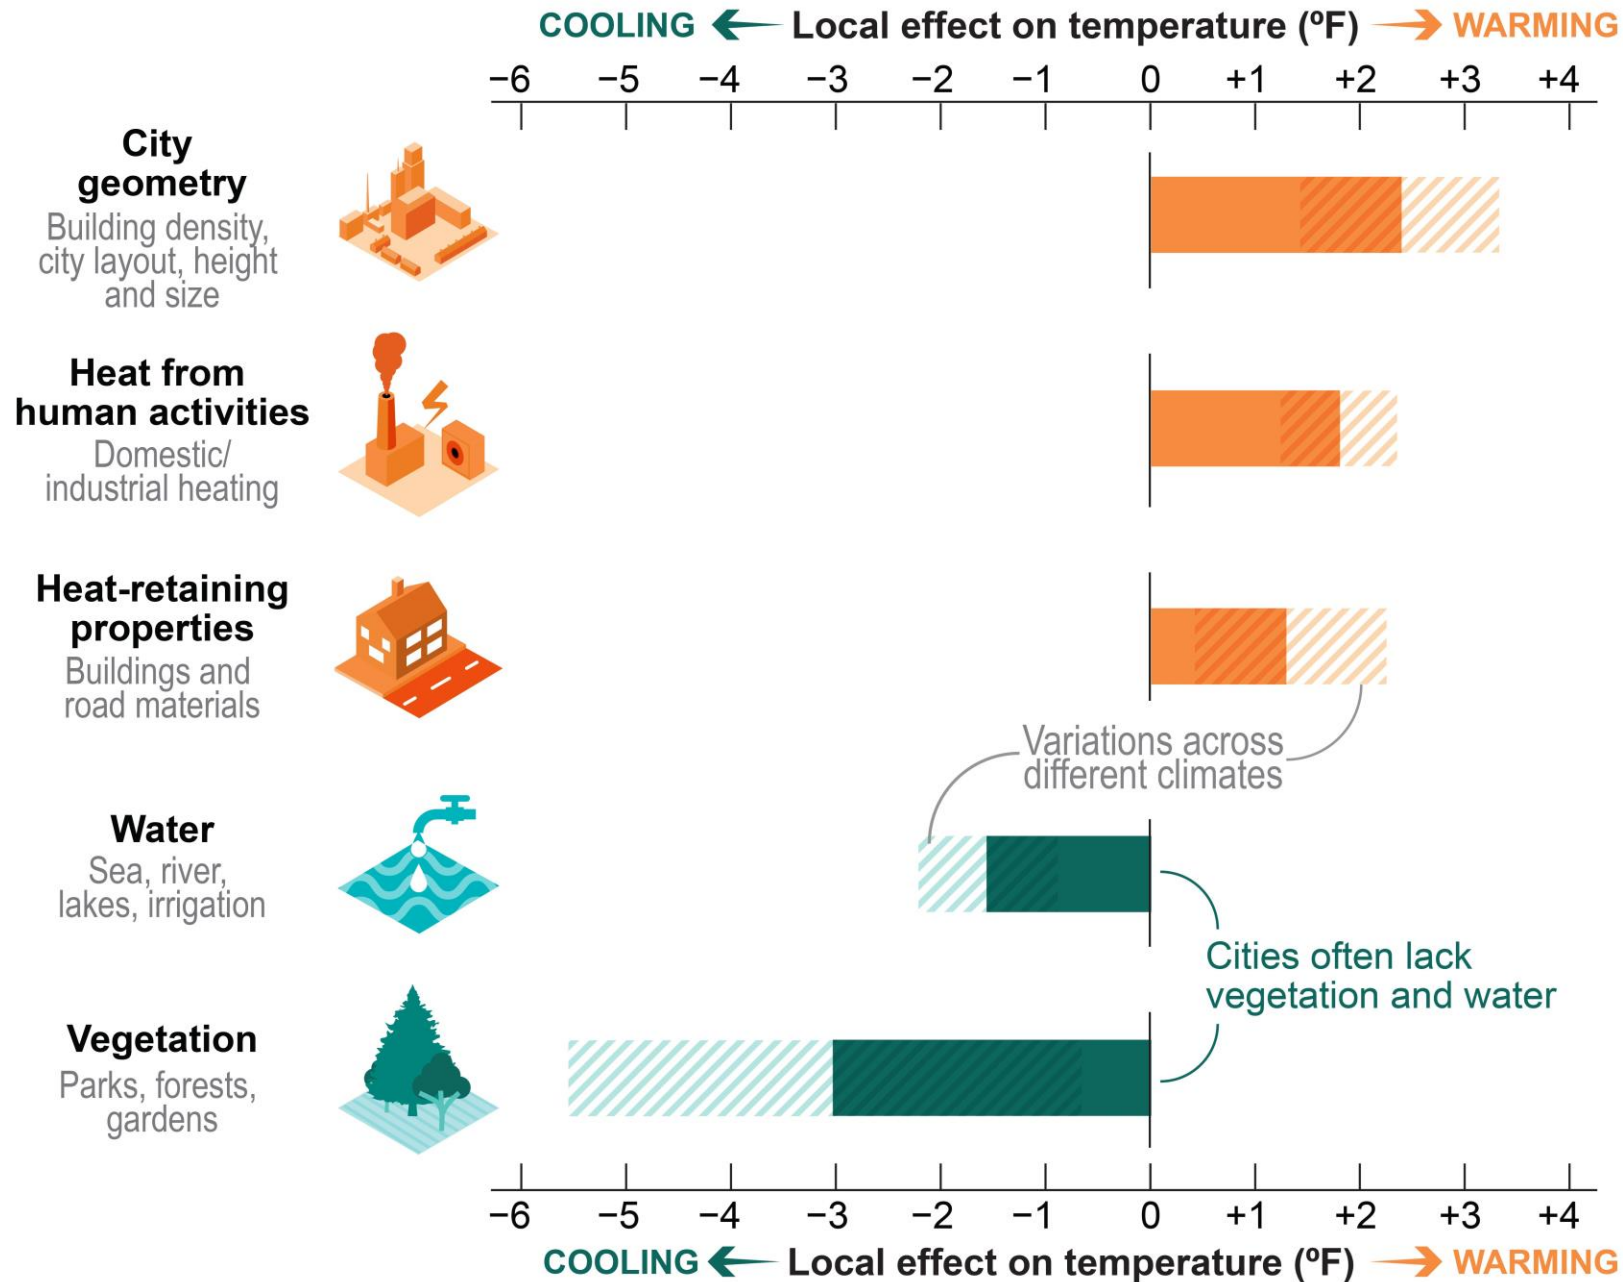 COOLING ← Local effect on temperature (ºF) → WARMING
−6 −5 −4 −3 −2 −1 0 +1 +2 +3 +4
City
geometry
Building density,
city layout, height
and size
Heat from
human activities
Domestic/
industrial heating
Heat-retaining
properties
Buildings and
road materials
Variations across
different climates
Water
Sea, river,
lakes, irrigation
Cities often lack
vegetation and water
Vegetation
Parks, forests,
gardens
−6 −5 −4 −3 −2 −1 0 +1 +2 +3 +4
COOLING ← Local effect on temperature (ºF) → WARMING